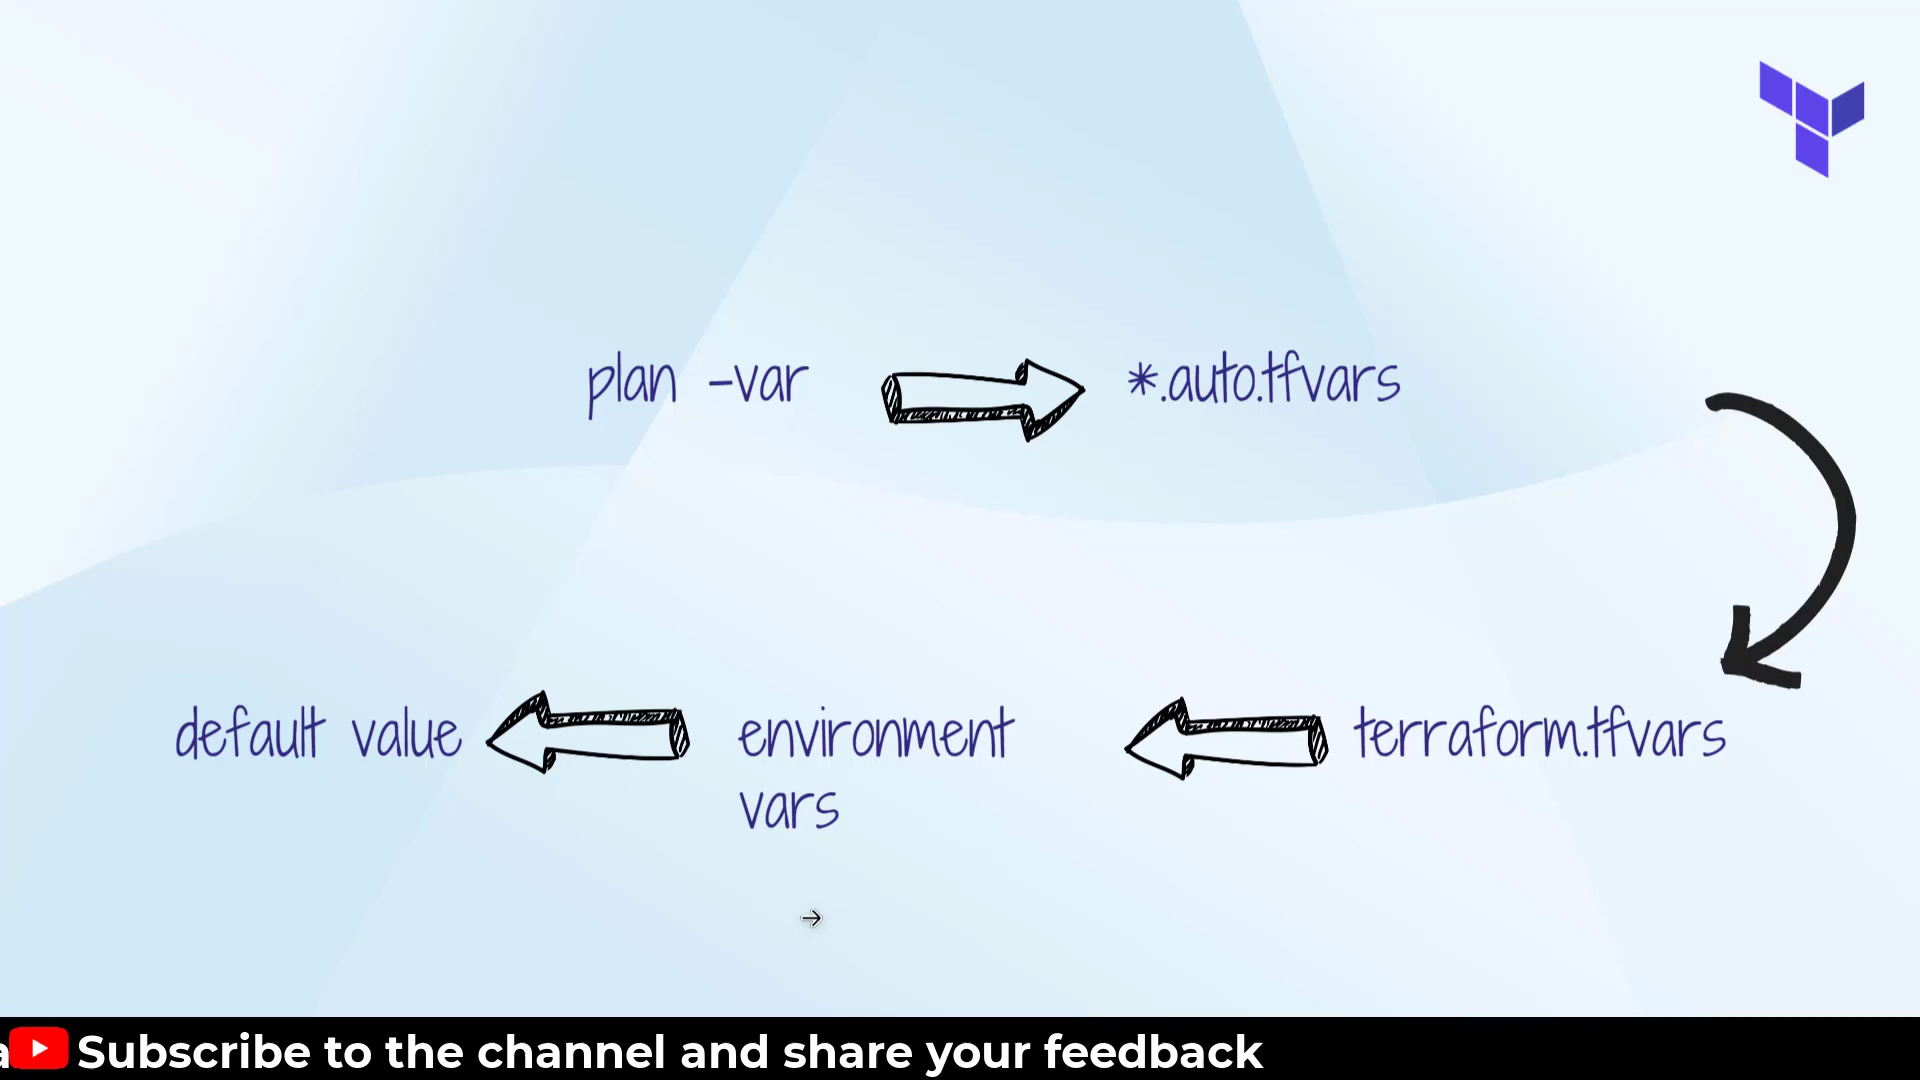 plan -var
*.auto.tfvars
default value
environment
vars
terraform.tfvars
a
Subscribe to the channel and share your feedback